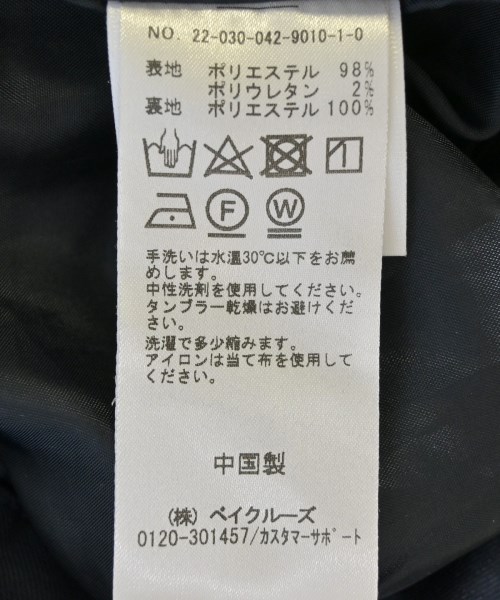 NO. 22-030-042-9010-1-0
表地 ポリエステル 98%
ポリウレタン 2%
裏地 ポリエステル 100%
F
W
手洗いは水温30℃以下をお薦
めします。
中性洗剤を使用してください。
タンブラー乾燥はお避けくだ
さい。
洗濯で多少縮みます。
アイロンは当て布を使用して
ください。
中国製
(株) ベイクルーズ
0120-301457/カスタマーサポート